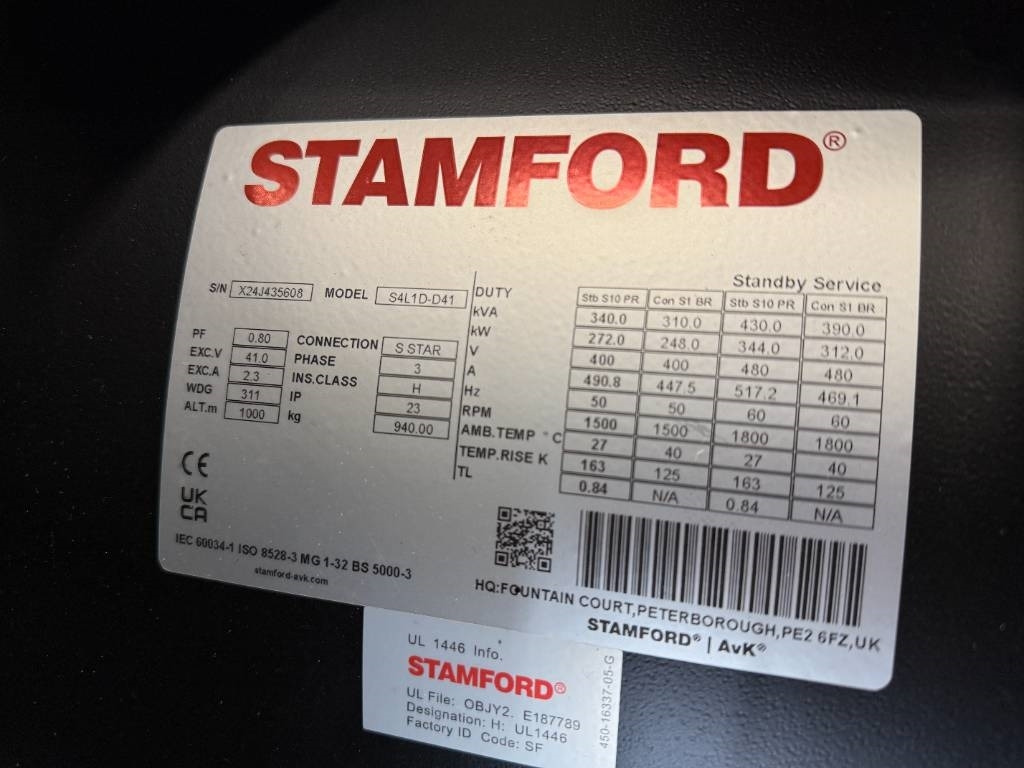 STAMFORD®
Standby Service
S/N X24J435608 MODEL S4L1D-D41
PF 0.80 CONNECTION S STAR
EXC.V 41.0 PHASE 3
EXC.A 2.3 INS.CLASS H
WDG 311 IP 23
ALT.m 1000 kg 940.00
DUTY Stb S10 PR Con S1 BR Stb S10 PR Con S1 BR
kVA 340.0 310.0 430.0 390.0
kW 272.0 248.0 344.0 312.0
V 400 400 480 480
A 490.8 447.5 517.2 469.1
Hz 50 50 60 60
RPM 1500 1500 1800 1800
AMB.TEMP °C 27 40 27 40
TEMP.RISE K 163 125 163 125
TL 0.84 N/A 0.84 N/A
CE
UK
CA
IEC 60034-1 ISO 8528-3 MG 1-32 BS 5000-3
stamford-avk.com
HQ:FOUNTAIN COURT,PETERBOROUGH,PE2 6FZ,UK
STAMFORD® | AvK®
UL 1446 Info.
STAMFORD®
UL File: OBJY2. E187789
Designation: H: UL1446
Factory ID Code: SF
450-16337-05-G